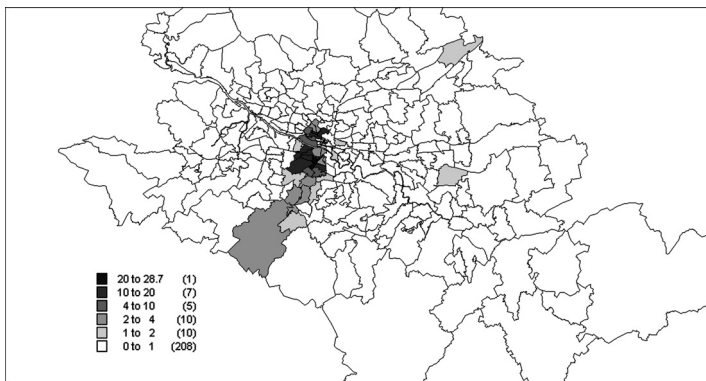 20 to 28.7 (1)
10 to 20 (7)
4 to 10 (5)
2 to 4 (10)
1 to 2 (10)
0 to 1 (208)